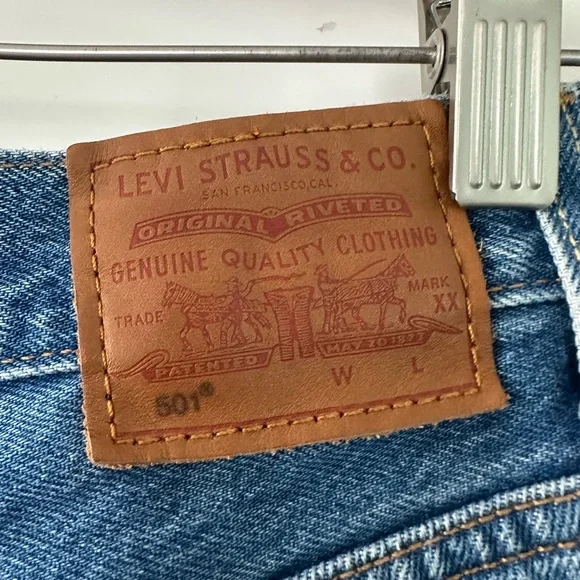 LEVI STRAUSS & CO.
SAN FRANCISCO, CAL.
ORIGINAL RIVETED
GENUINE QUALITY CLOTHING
TRADE MARK
XX
PATENTED MAY 20 1873
501® W L